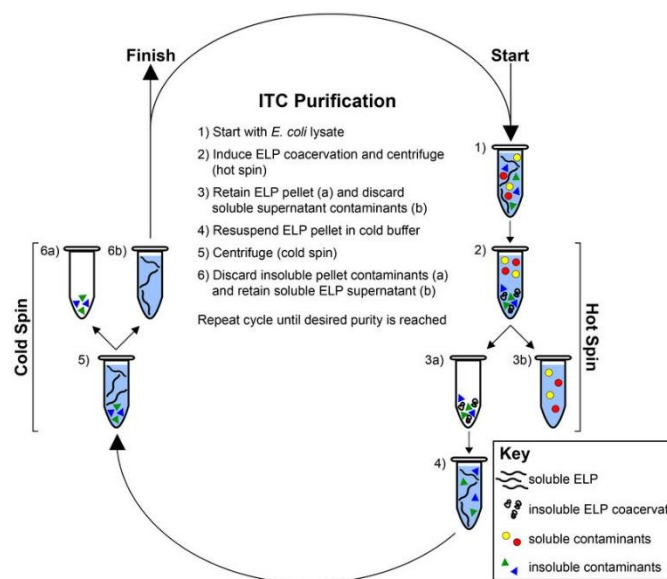 Finish
Start
ITC Purification
1) Start with E. coli lysate
2) Induce ELP coacervation and centrifuge
(hot spin)
3) Retain ELP pellet (a) and discard
soluble supernatant contaminants (b)
4) Resuspend ELP pellet in cold buffer
5) Centrifuge (cold spin)
6) Discard insoluble pellet contaminants (a)
and retain soluble ELP supernatant (b)
Repeat cycle until desired purity is reached
1)
2)
3a)
3b)
4)
5)
6a)
6b)
Cold Spin
Hot Spin
Key
soluble ELP
insoluble ELP coacervat
soluble contaminants
insoluble contaminants